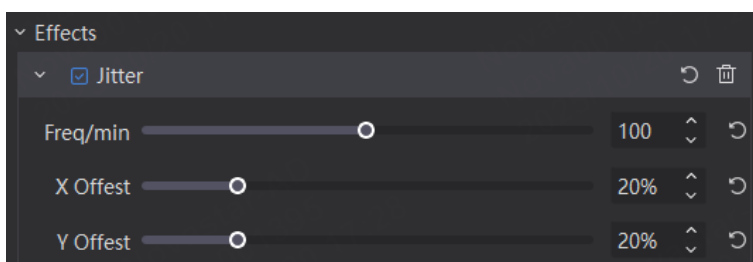 Effects
Jitter
Freq/min 100
X Offest 20%
Y Offest 20%